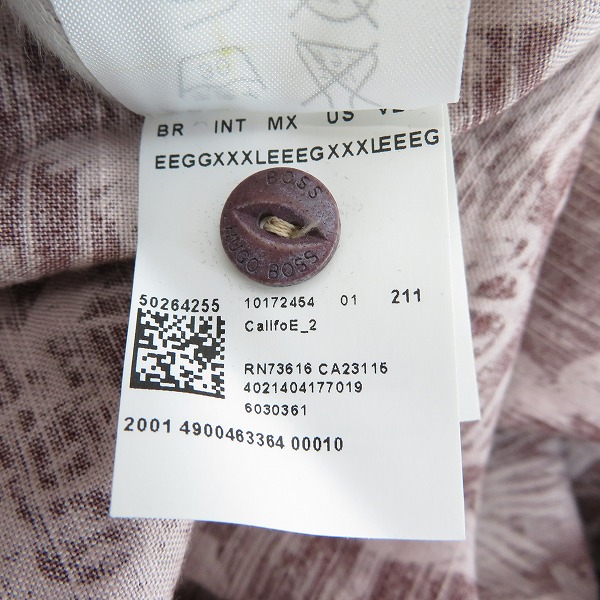 BR INT MX US
EEGGXXXLEEEGXXXLEEEG
BOSS
HUGO BOSS
50264255 10172454 01 211
CalifoE_2
RN73616 CA23115
4021404177019
6030361
2001 4900463364 00010